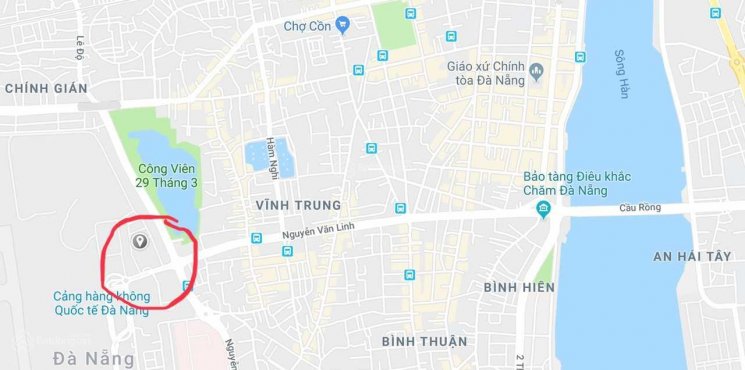 Lê Độ
Chợ Cồn
CHÍNH GIÁN
Giáo xứ Chính
tòa Đà Nẵng
Sông Hàn
Hàm Nghi
Công Viên
29 Tháng 3
VĨNH TRUNG
Bảo tàng Điêu khắc
Chăm Đà Nẵng
Cầu Rồng
Nguyễn Văn Linh
AN HẢI TÂY
Cảng hàng không
Quốc tế Đà Nẵng
BÌNH HIÊN
BÌNH THUẬN
Đà Nẵng
Nguyễn
2 T